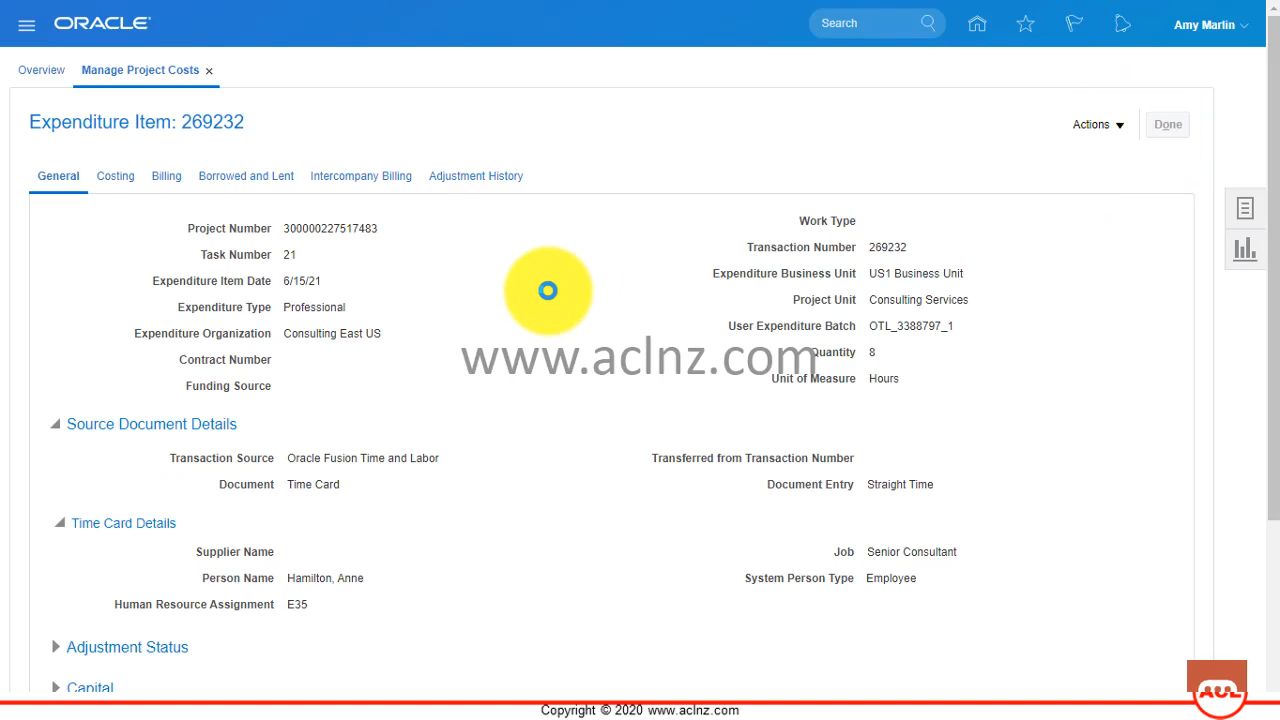 ORACLE
Search
Amy Marlin
Overview
Manage Project Costs
Expenditure Item: 269232
Actions
Done
General Costing Billing Borrowed and Lent Intercompany Billing Adjustment History
Project Number 300000227517483
Task Number 21
Expenditure Item Date 6/15/21
Expenditure Type Professional
Expenditure Organization Consulting East US
Contract Number
Funding Source
Work Type
Transaction Number 269232
Expenditure Business Unit US1 Business Unit
Project Unit Consulting Services
User Expenditure Batch OTL_3388797_1
Quantity 8
Unit of Measure Hours
www.aclnz.com
Source Document Details
Transaction Source Oracle Fusion Time and Labor
Document Time Card
Transferred from Transaction Number
Document Entry Straight Time
Time Card Details
Supplier Name
Person Name Hamilton, Anne
Human Resource Assignment E35
Job Senior Consultant
System Person Type Employee
Adjustment Status
Capital
ACL
Copyright © 2020 www.aclnz.com